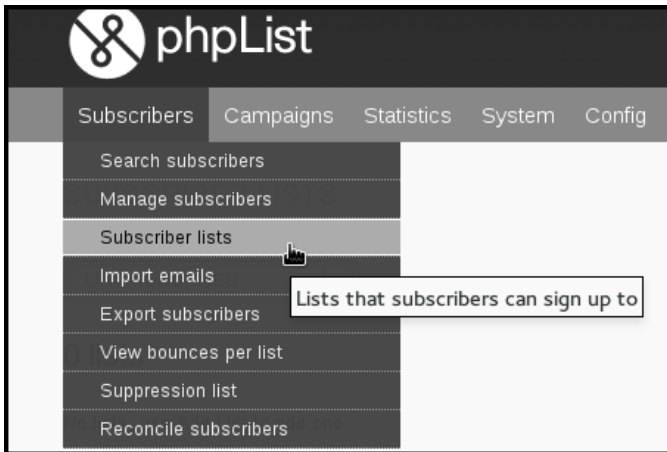 phpList
Subscribers Campaigns Statistics System Config
Search subscribers
Manage subscribers
Subscriber lists
Import emails
Lists that subscribers can sign up to
Export subscribers
View bounces per list
Suppression list
Reconcile subscribers